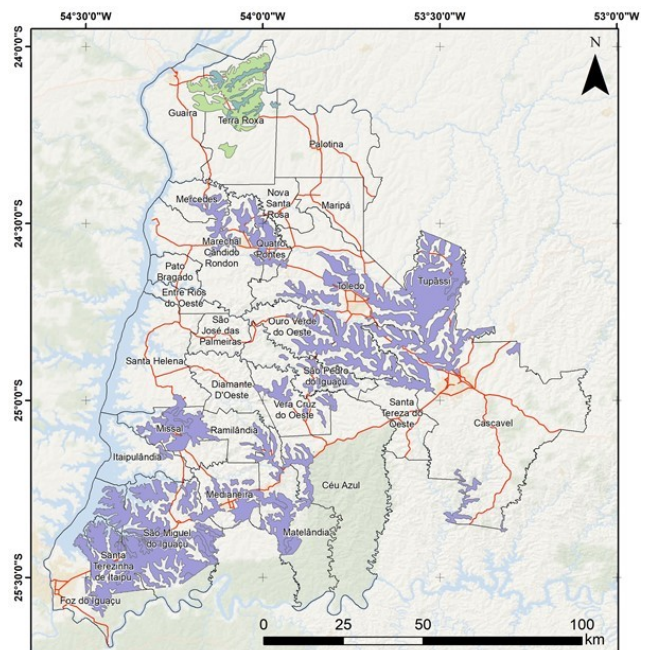 54°30'0"W 54°0'0"W 53°30'0"W 53°0'0"W
24°0'0"S
N
Guaíra
Terra Roxa
Palotina
Mercedes
Nova
Santa
Rosa
Maripá
24°30'0"S
Marechal
Cândido
Rondon
Quatro
Pontes
Pato
Bragado
Entre Rios
do Oeste
Toledo
Tupãssi
São
José das
Palmeiras
Ouro Verde
do Oeste
Santa Helena
São Pedro
do Iguaçu
Diamante
D'Oeste
25°0'0"S
Vera Cruz
do Oeste
Santa
Tereza do
Oeste
Cascavel
Missal
Ramilândia
Itaipulândia
Céu Azul
Medianeira
São Miguel
do Iguaçu
Matelândia
Santa
Terezinha
de Itaipu
25°30'0"S
Foz do Iguaçu
0 25 50 100
km